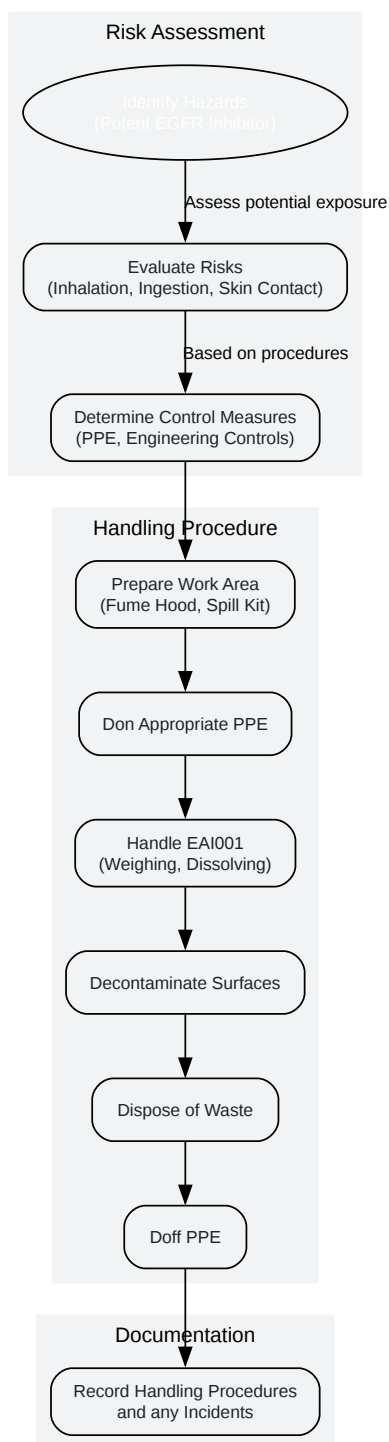 Risk Assessment
Identify Hazards
(Potent EGFR Inhibitor)
Assess potential exposure
Evaluate Risks
(Inhalation, Ingestion, Skin Contact)
Based on procedures
Determine Control Measures
(PPE, Engineering Controls)
Handling Procedure
Prepare Work Area
(Fume Hood, Spill Kit)
Don Appropriate PPE
Handle EAI001
(Weighing, Dissolving)
Decontaminate Surfaces
Dispose of Waste
Doff PPE
Documentation
Record Handling Procedures
and any Incidents